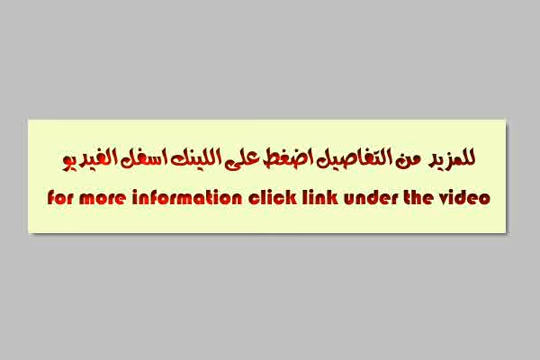 للمزيد من التفاصيل اضغط على اللينك اسفل الفيديو
for more information click link under the video